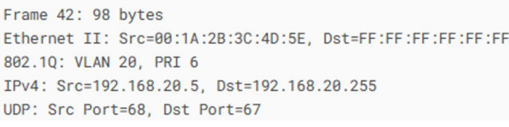 Frame 42: 98 bytes
Ethernet II: Src=00:1A:2B:3C:4D:5E, Dst=FF:FF:FF:FF:FF:FF
802.1Q: VLAN 20, PRI 6
IPv4: Src=192.168.20.5, Dst=192.168.20.255
UDP: Src Port=68, Dst Port=67